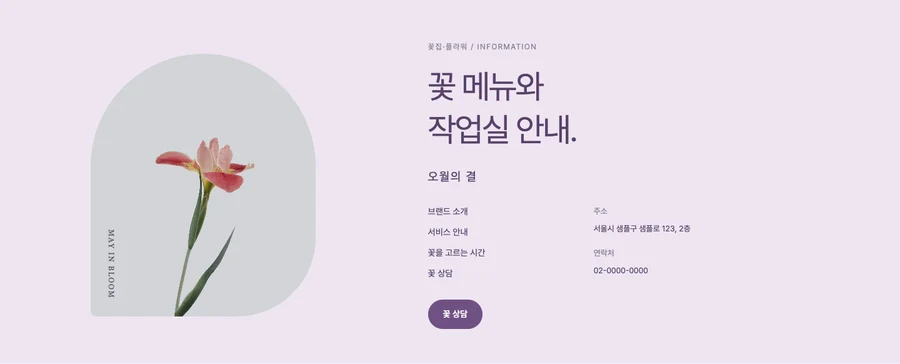 MAY IN BLOOM
꽃집·플라워 / INFORMATION
꽃 메뉴와
작업실 안내.
오월의 결
브랜드 소개
서비스 안내
꽃을 고르는 시간
꽃 상담
주소
서울시 샘플구 샘플로 123, 2층
연락처
02-0000-0000
꽃 상담